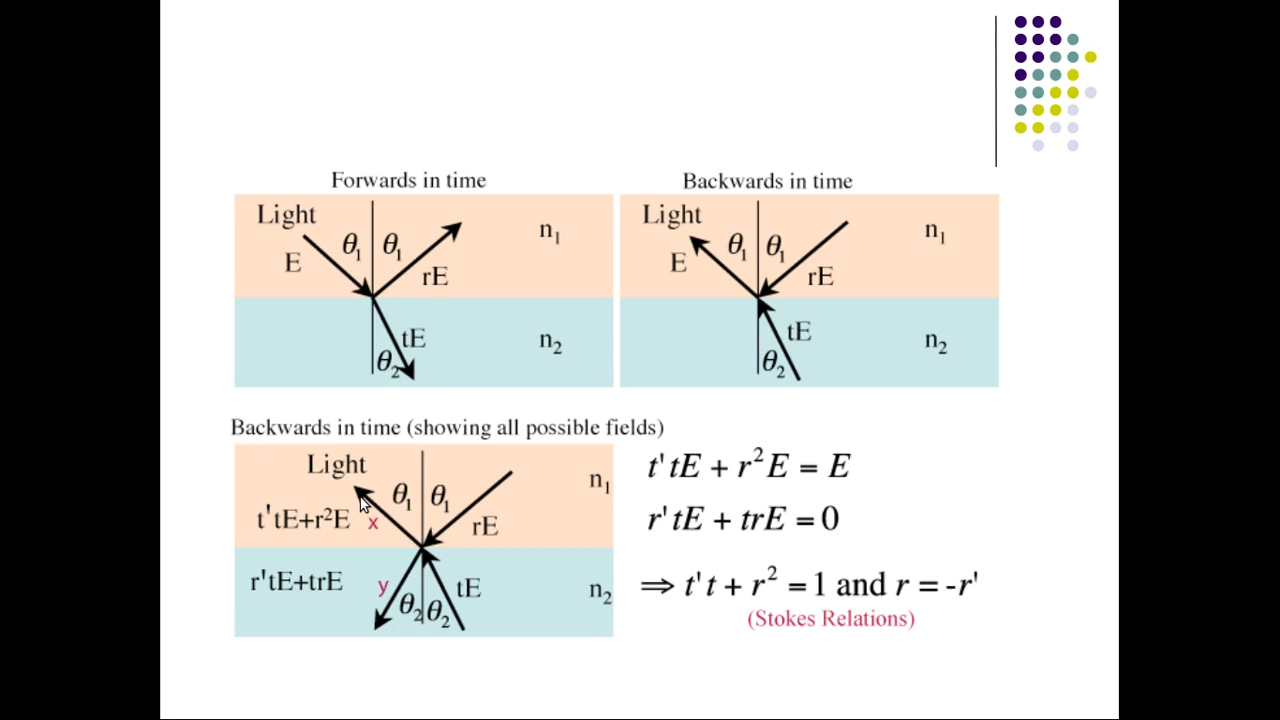 Forwards in time
Light
E
θ₁ θ₁
rE
n₁
tE
θ₂
n₂
Backwards in time
Light
E
θ₁ θ₁
rE
n₁
tE
θ₂
n₂
Backwards in time (showing all possible fields)
Light
θ₁ θ₁
n₁
t'tE+r²E x
rE
r'tE+trE y
tE
θ₂ θ₂
n₂
t'tE + r²E = E
r'tE + trE = 0
⇒ t't + r² = 1 and r = -r'
(Stokes Relations)